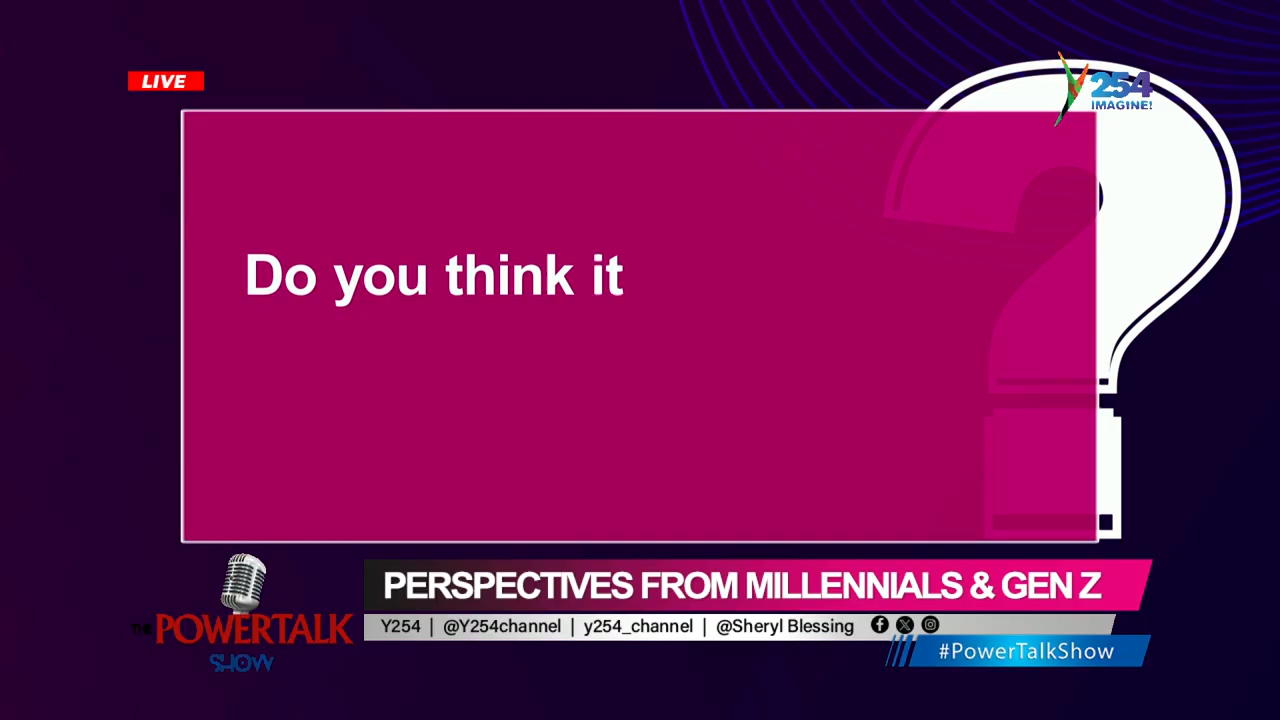 LIVE
254
IMAGINE!
Do you think it
PERSPECTIVES FROM MILLENNIALS & GEN Z
Y254 | @Y254channel | y254_channel | @Sheryl Blessing
THE POWERTALK
SHOW
#PowerTalkShow